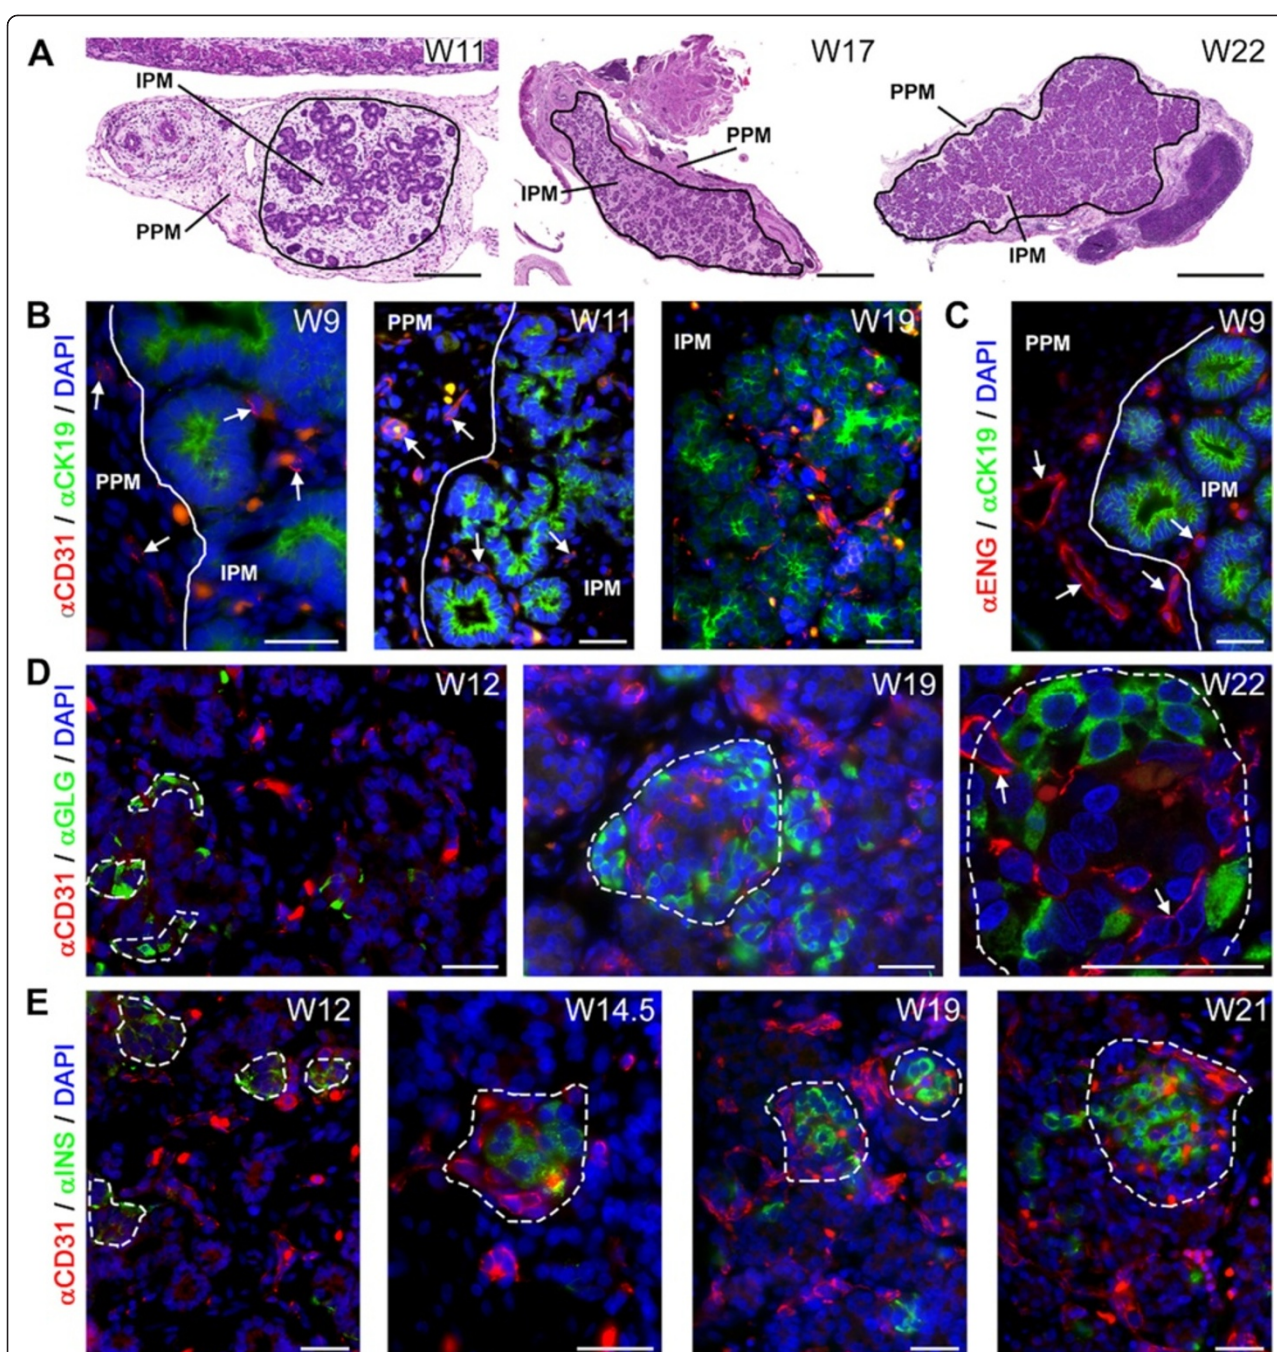 A
W11
IPM
PPM
W17
PPM
IPM
W22
PPM
IPM
B
αCD31 / αCK19 / DAPI
W9
PPM
IPM
W11
PPM
IPM
W19
IPM
C
αENG / αCK19 / DAPI
W9
PPM
IPM
D
αCD31 / αGLG / DAPI
W12
W19
W22
E
αCD31 / αINS / DAPI
W12
W14.5
W19
W21